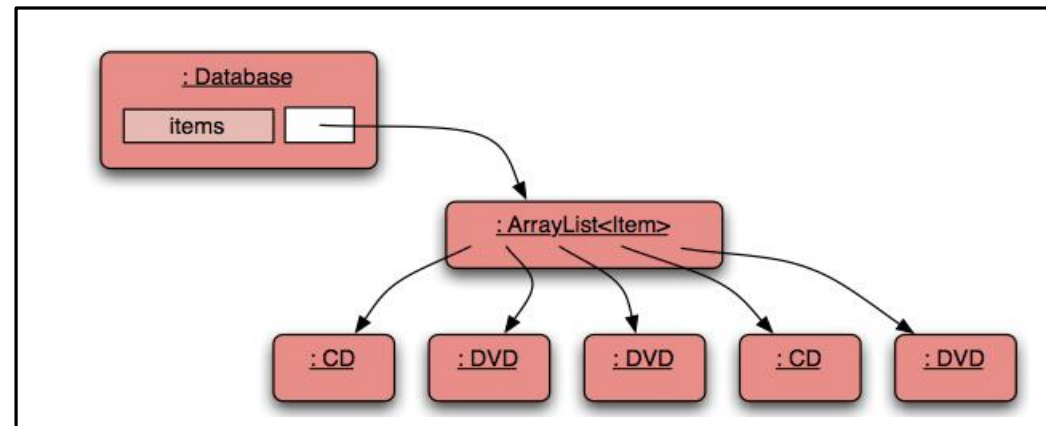 : Database
items
: ArrayList<Item>
: CD
: DVD
: DVD
: CD
: DVD